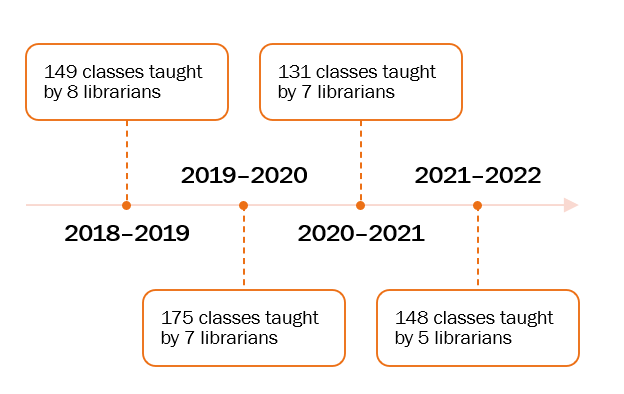 149 classes taught
by 8 librarians
131 classes taught
by 7 librarians
2019–2020
2021–2022
2018–2019
2020–2021
175 classes taught
by 7 librarians
148 classes taught
by 5 librarians